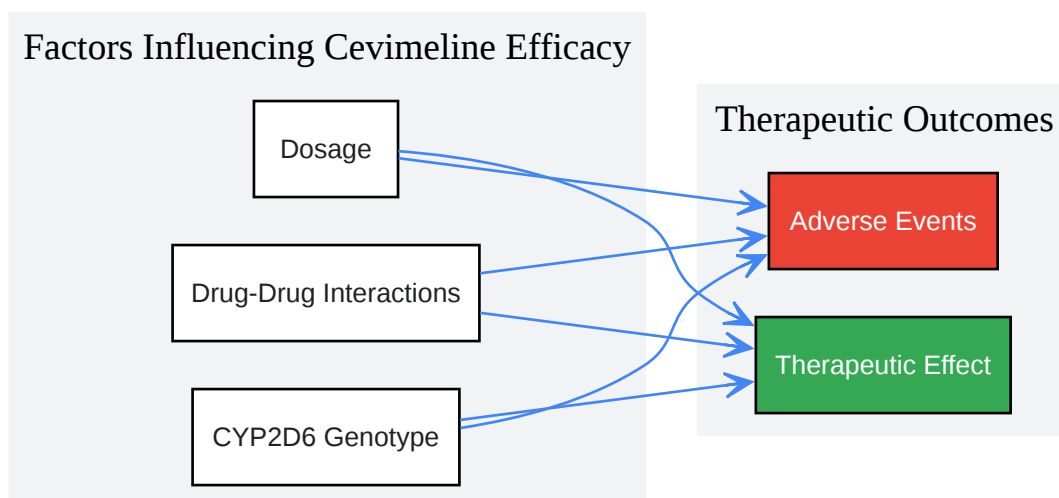 Factors Influencing Cevimeline Efficacy
Dosage
Drug-Drug Interactions
CYP2D6 Genotype
Therapeutic Outcomes
Adverse Events
Therapeutic Effect